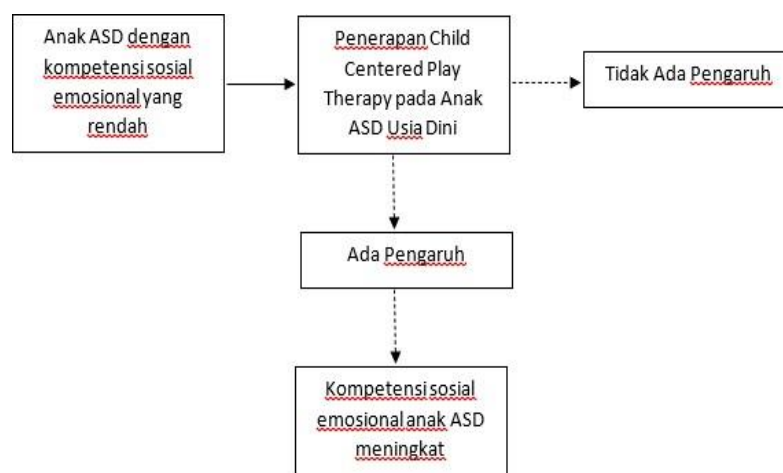 Anak ASD dengan
kompetensi sosial
emosional yang
rendah
Penerapan Child
Centered Play
Therapy pada Anak
ASD Usia Dini
Tidak Ada Pengaruh
Ada Pengaruh
Kompetensi sosial
emosional anak ASD
meningkat